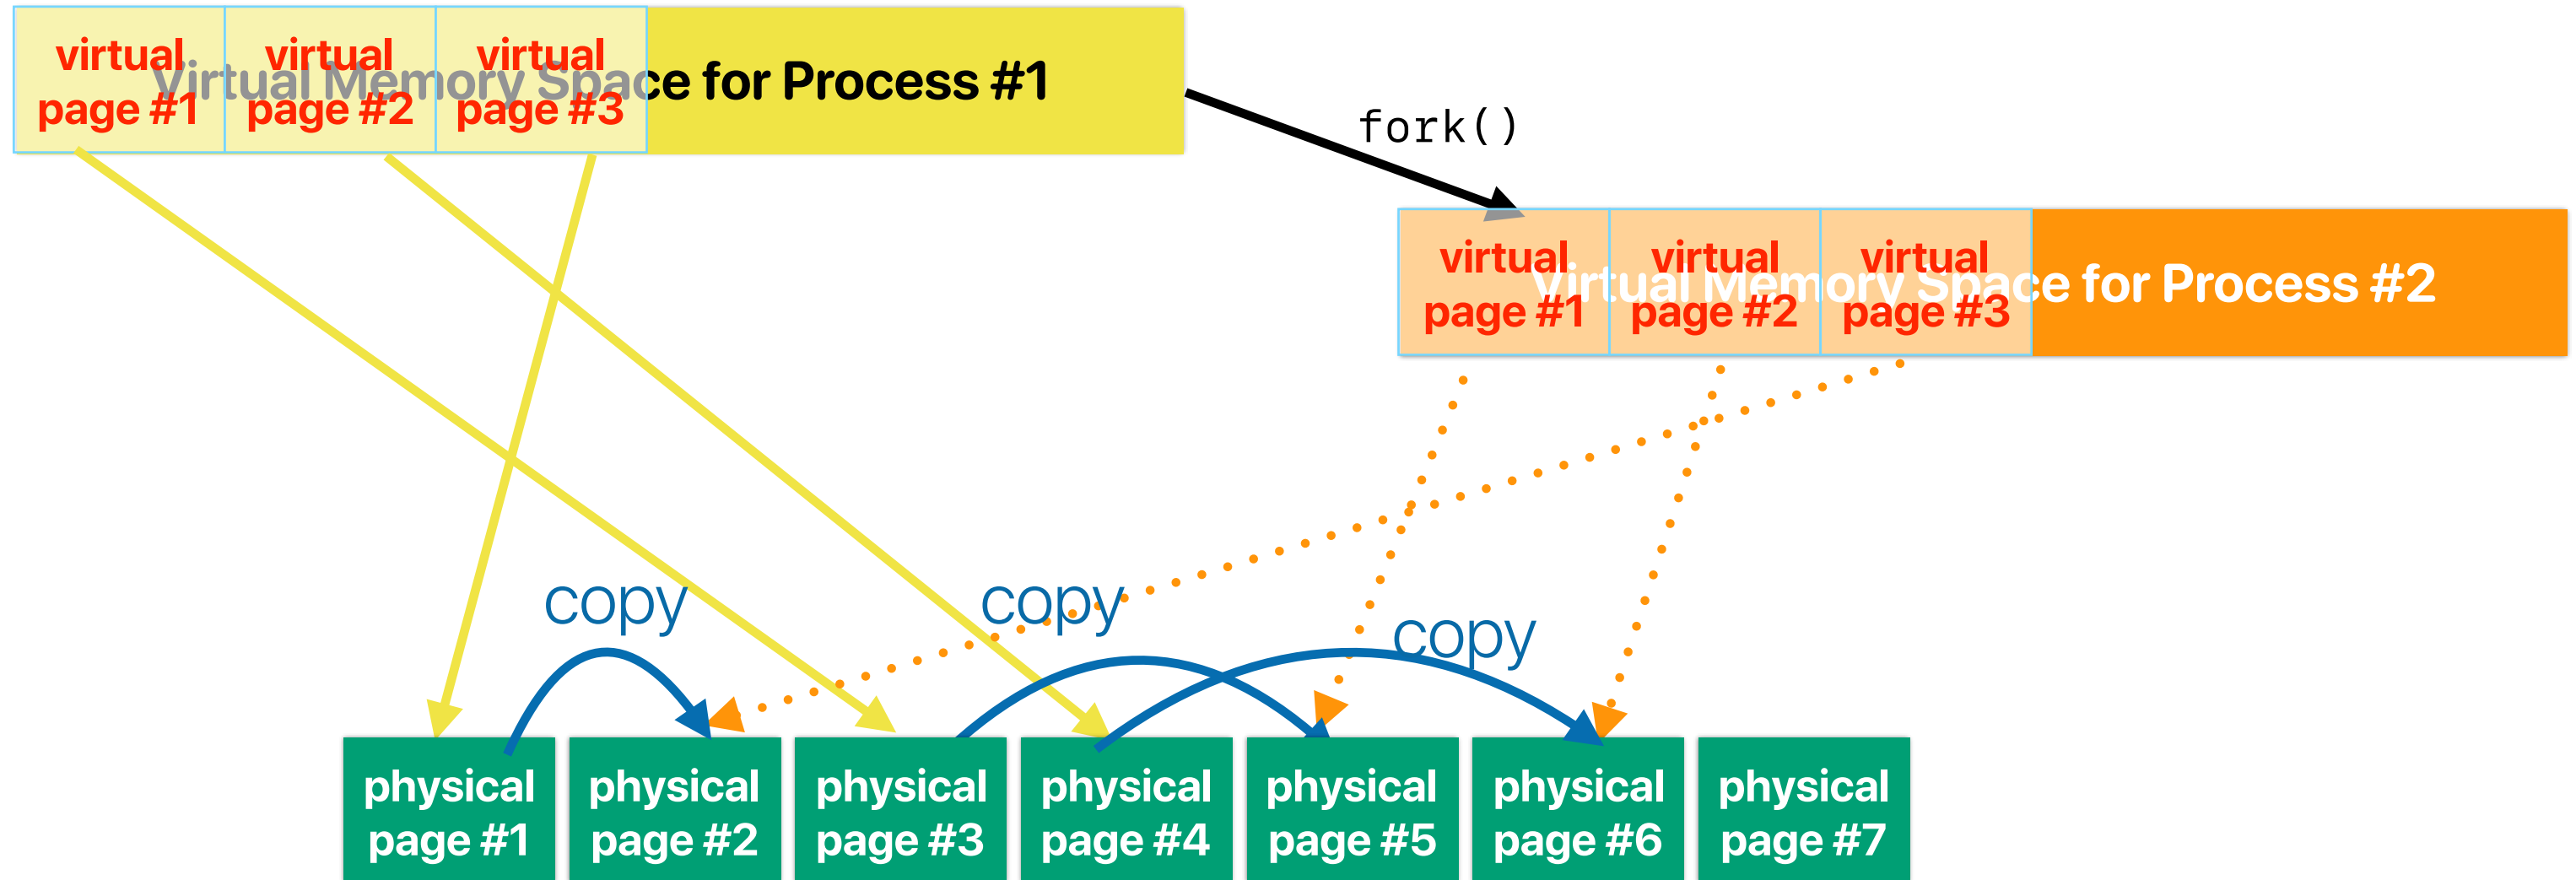 virtual
page #1
virtual
page #2
virtual
page #3
Virtual Memory Space for Process #1
fork()
virtual
page #1
virtual
page #2
virtual
page #3
Virtual Memory Space for Process #2
copy
copy
copy
physical
page #1
physical
page #2
physical
page #3
physical
page #4
physical
page #5
physical
page #6
physical
page #7